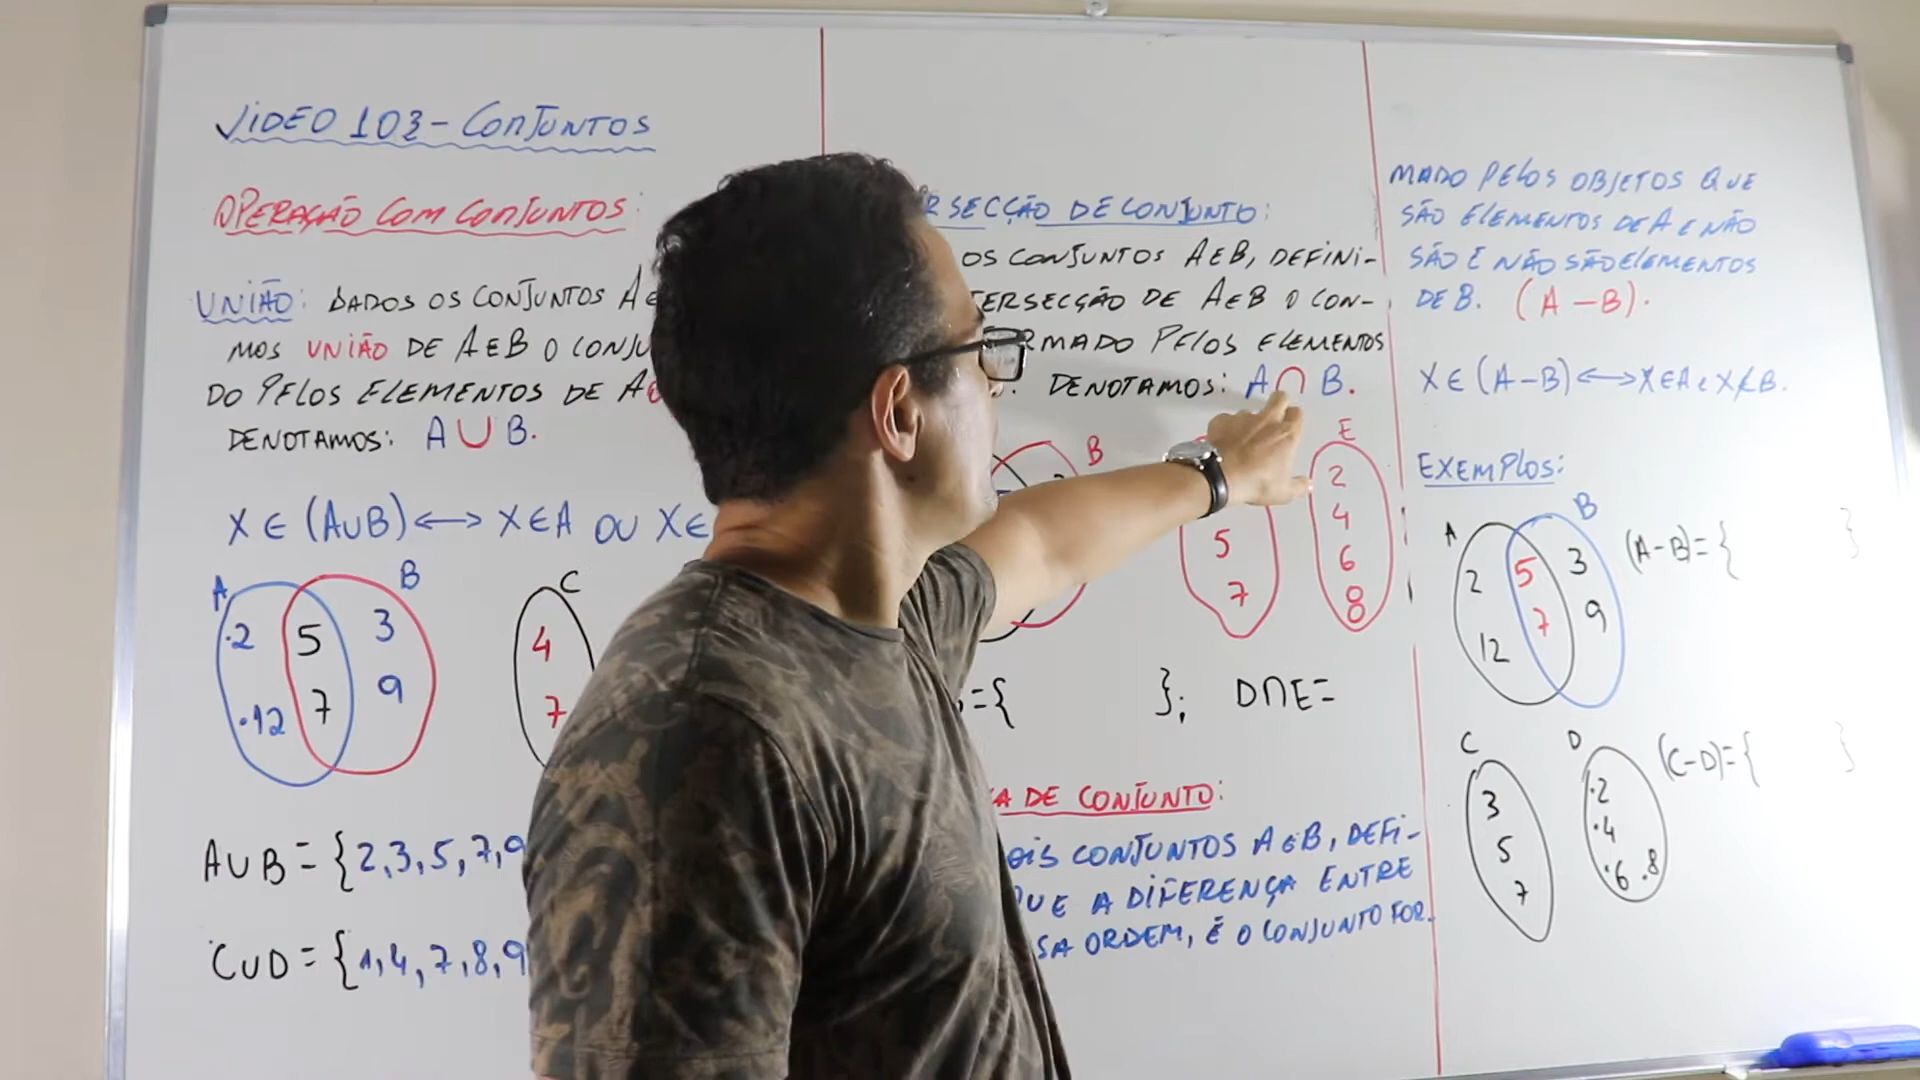 VIDEO 103 - CONJUNTOS
OPERAÇÃO COM CONJUNTOS:
UNIÃO: DADOS OS CONJUNTOS A E
MOS UNIÃO DE A E B O CONJU
DO PELOS ELEMENTOS DE A
DENOTAMOS: A ∪ B.
X ∈ (A∪B) ⟷ X ∈ A OU X ∈
A B C
.2 5 3 4
.12 7 9 7
A∪B = {2,3,5,7,9
C∪D = {1,4,7,8,9
RSECÇÃO DE CONJUNTO:
OS CONJUNTOS A E B, DEFINI-
TERSECÇÃO DE A E B O CON-
RMADO PELOS ELEMENTOS
DENOTAMOS: A ∩ B.
B E
2
4
5 6
7 8
={ }; D∩E=
A DE CONJUNTO:
OIS CONJUNTOS A E B, DEFI-
UE A DIFERENÇA ENTRE
SA ORDEM, É O CONJUNTO FOR.
MADO PELOS OBJETOS QUE
SÃO ELEMENTOS DE A E NÃO
SÃO E NÃO SÃO ELEMENTOS
DE B. (A - B).
X ∈ (A-B) ⟷ X ∈ A e X ∉ B.
EXEMPLOS:
A B (A-B)={ }
2 5 3
12 7 9
C D (C-D)={ }
3 .2
5 .4
7 .6 .8